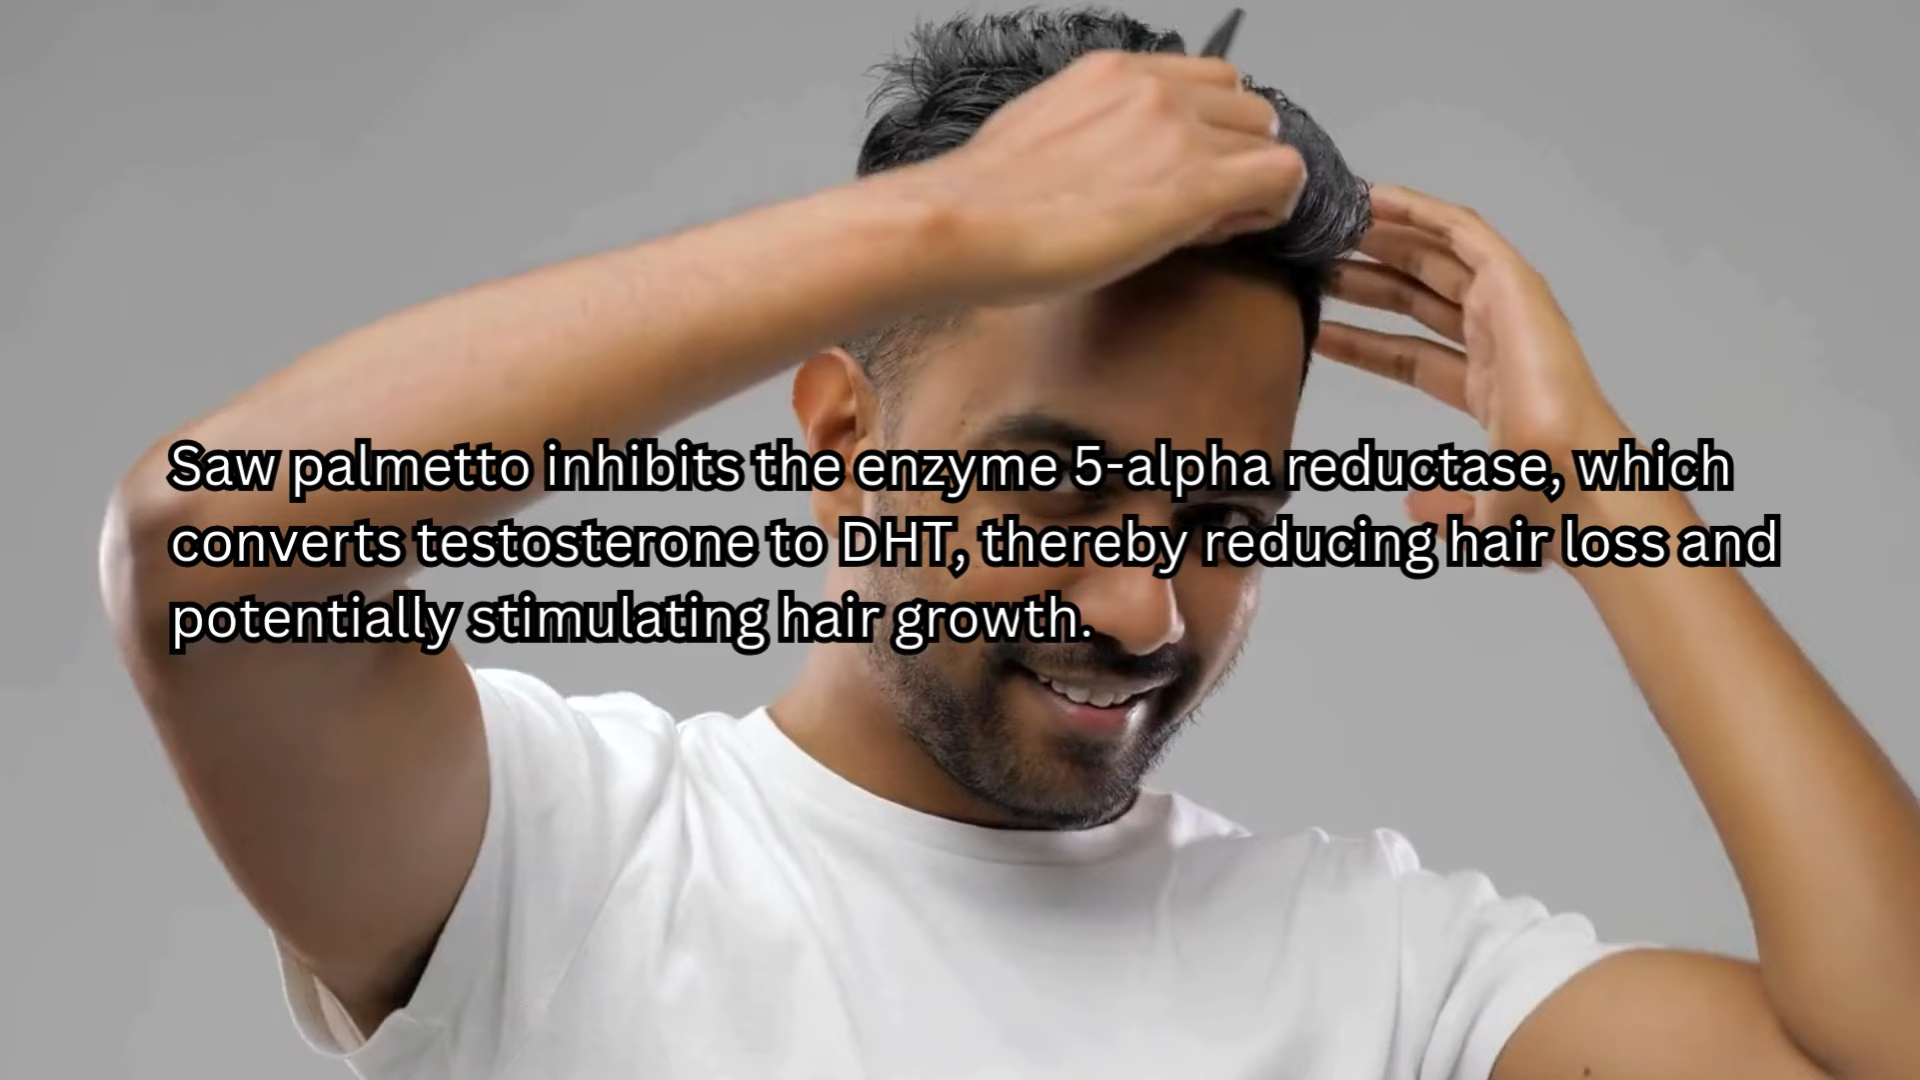 Saw palmetto inhibits the enzyme 5-alpha reductase, which
converts testosterone to DHT, thereby reducing hair loss and
potentially stimulating hair growth.